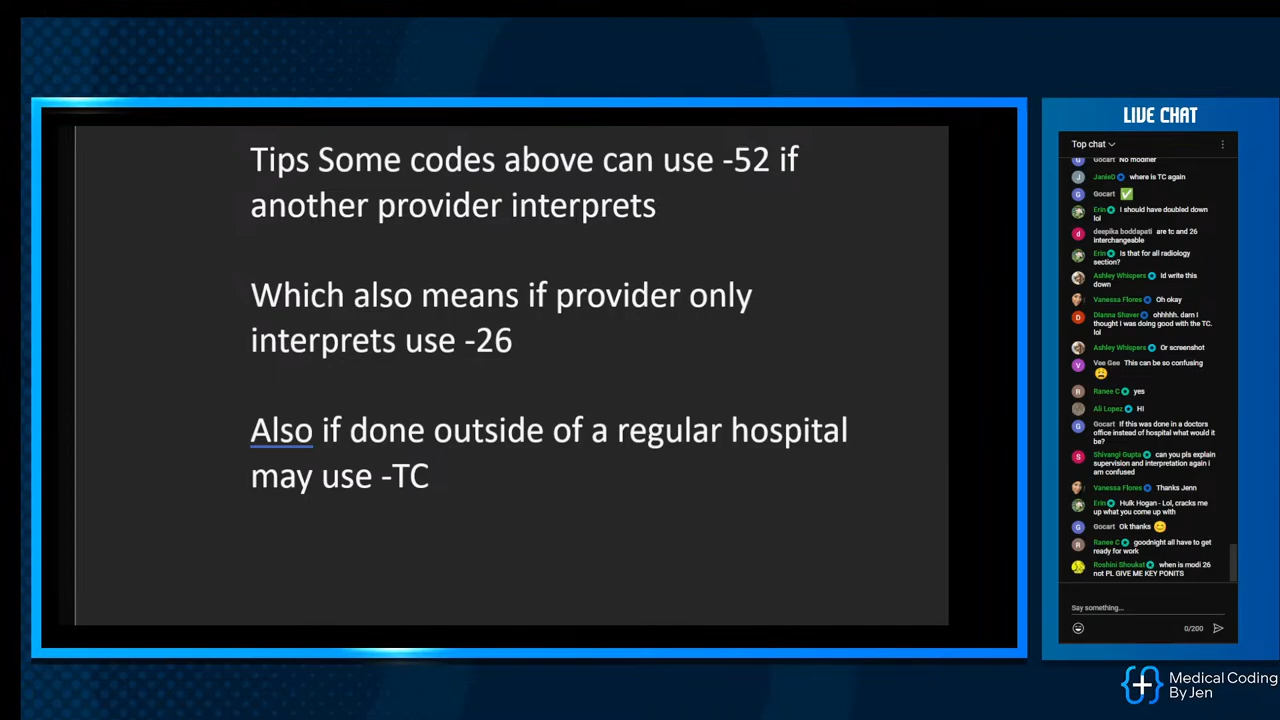 Tips Some codes above can use -52 if
another provider interprets
Which also means if provider only
interprets use -26
Also if done outside of a regular hospital
may use -TC
LIVE CHAT
Top chat
Gocart No modifier
JanieD where is TC again
Gocart
Erin I should have doubled down
lol
deepika boddapati are tc and 26
interchangeable
Erin Is that for all radiology
section?
Ashley Whispers Id write this
down
Vanessa Flores Oh okay
Dianna Shaver ohhhhh. darn I
thought I was doing good with the TC.
lol
Ashley Whispers Or screenshot
Vee Gee This can be so confusing
Ranee C yes
Ali Lopez HI
Gocart If this was done in a doctors
office instead of hospital what would it
be?
Shivangi Gupta can you pls explain
supervision and interpretation again i
am confused
Vanessa Flores Thanks Jenn
Erin Hulk Hogan - Lol, cracks me
up what you come up with
Gocart Ok thanks
Ranee C goodnight all have to get
ready for work
Roshini Shoukat when is modi 26
not PL GIVE ME KEY PONITS
Say something...
0/200
Medical Coding
By Jen